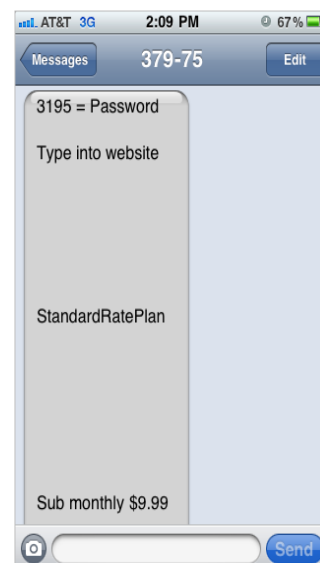 AT&T 3G 2:09 PM 67%
Messages 379-75 Edit
3195 = Password
Type into website
StandardRatePlan
Sub monthly $9.99
Send